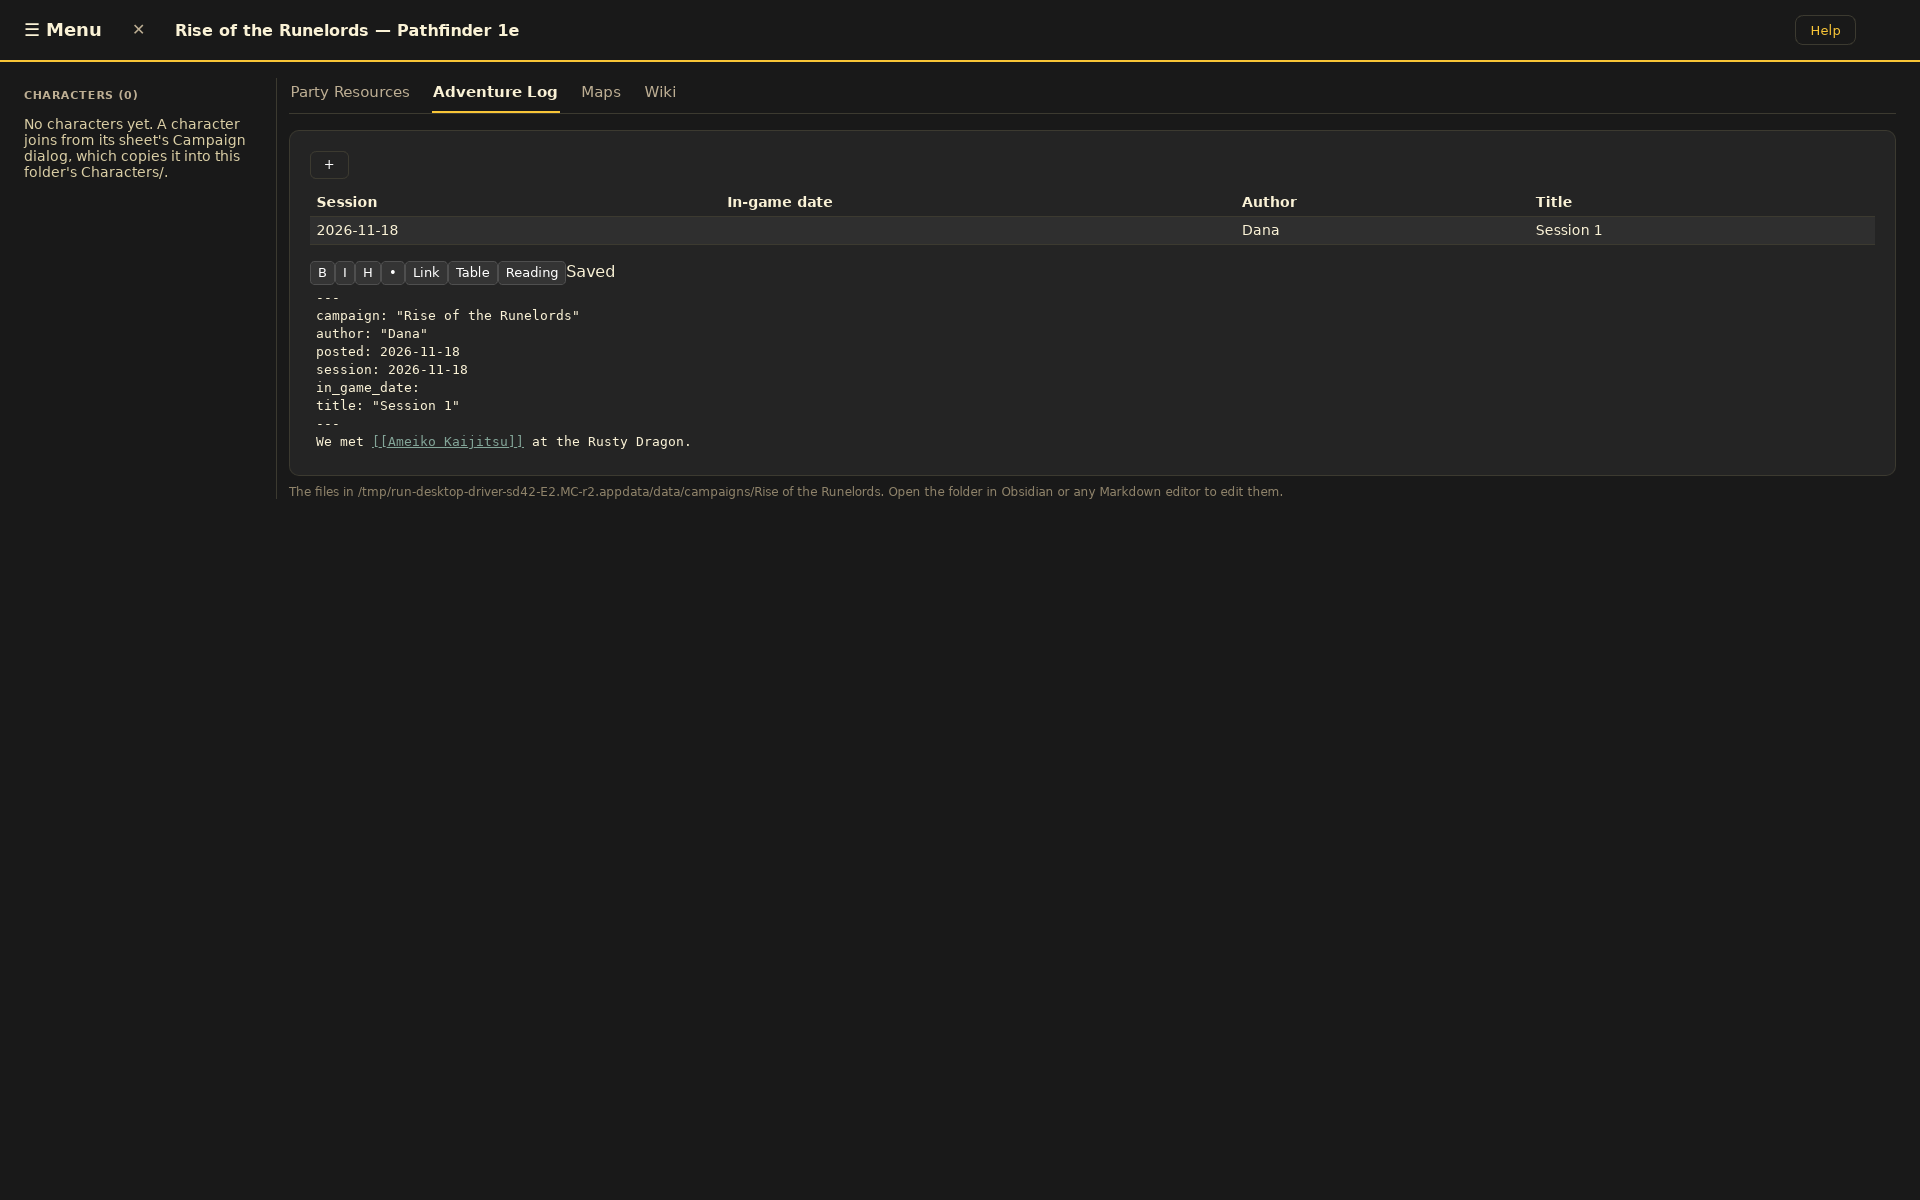 ☰ Menu ✕ Rise of the Runelords — Pathfinder 1e Help
CHARACTERS (0)
No characters yet. A character
joins from its sheet's Campaign
dialog, which copies it into this
folder's Characters/.
Party Resources Adventure Log Maps Wiki
+
Session In-game date Author Title
2026-11-18 Dana Session 1
B I H • Link Table Reading Saved
---
campaign: "Rise of the Runelords"
author: "Dana"
posted: 2026-11-18
session: 2026-11-18
in_game_date:
title: "Session 1"
---
We met [[Ameiko Kaijitsu]] at the Rusty Dragon.
The files in /tmp/run-desktop-driver-sd42-E2.MC-r2.appdata/data/campaigns/Rise of the Runelords. Open the folder in Obsidian or any Markdown editor to edit them.